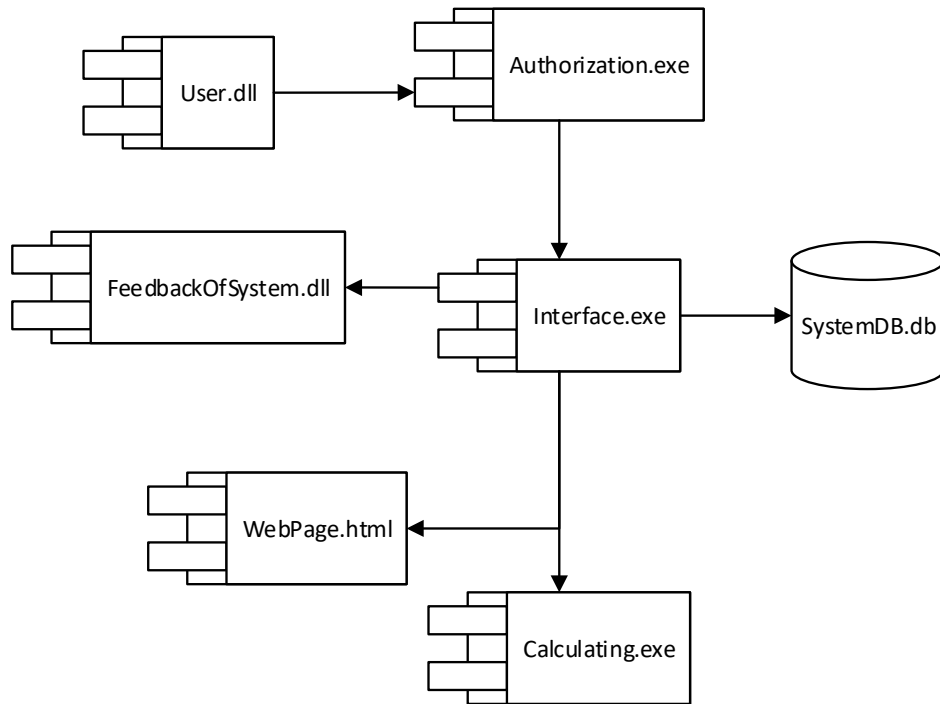 Authorization.exe
User.dll
FeedbackOfSystem.dll
Interface.exe
SystemDB.db
WebPage.html
Calculating.exe